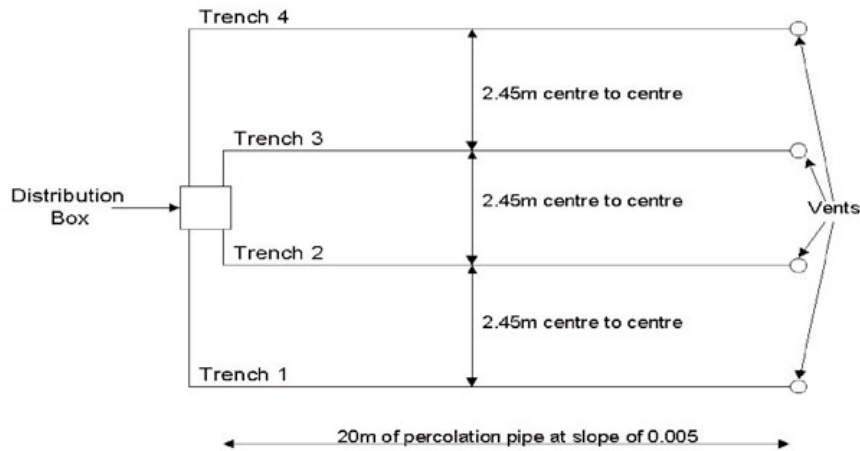 Trench 4
2.45m centre to centre
Trench 3
Distribution
Box
2.45m centre to centre
Vents
Trench 2
2.45m centre to centre
Trench 1
20m of percolation pipe at slope of 0.005